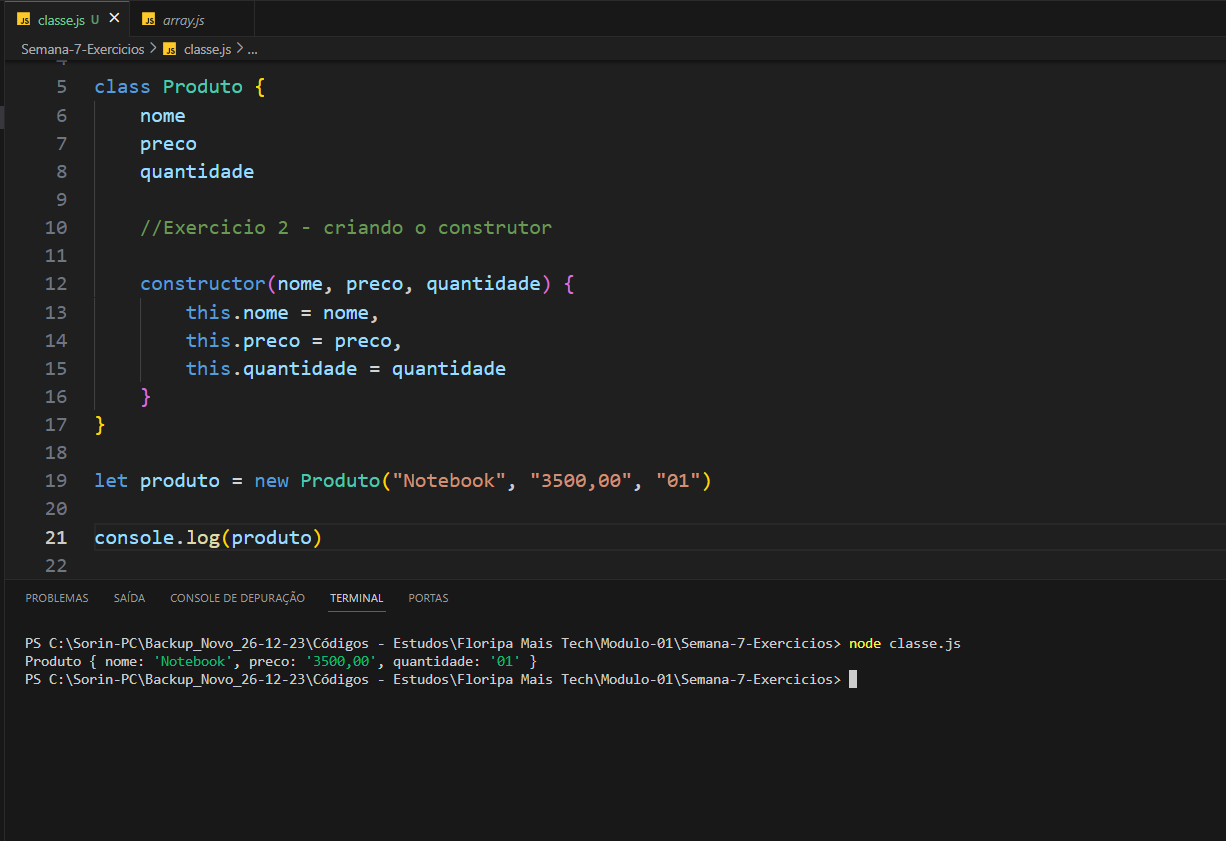 JS classe.js U ×
JS array.js
Semana-7-Exercicios > JS classe.js > ...
4
5 class Produto {
6 nome
7 preco
8 quantidade
9
10 //Exercicio 2 - criando o construtor
11
12 constructor(nome, preco, quantidade) {
13 this.nome = nome,
14 this.preco = preco,
15 this.quantidade = quantidade
16 }
17 }
18
19 let produto = new Produto("Notebook", "3500,00", "01")
20
21 console.log(produto)
22
PROBLEMAS SAÍDA CONSOLE DE DEPURAÇÃO TERMINAL PORTAS
PS C:\Sorin-PC\Backup_Novo_26-12-23\Códigos - Estudos\Floripa Mais Tech\Modulo-01\Semana-7-Exercicios> node classe.js
Produto { nome: 'Notebook', preco: '3500,00', quantidade: '01' }
PS C:\Sorin-PC\Backup_Novo_26-12-23\Códigos - Estudos\Floripa Mais Tech\Modulo-01\Semana-7-Exercicios>